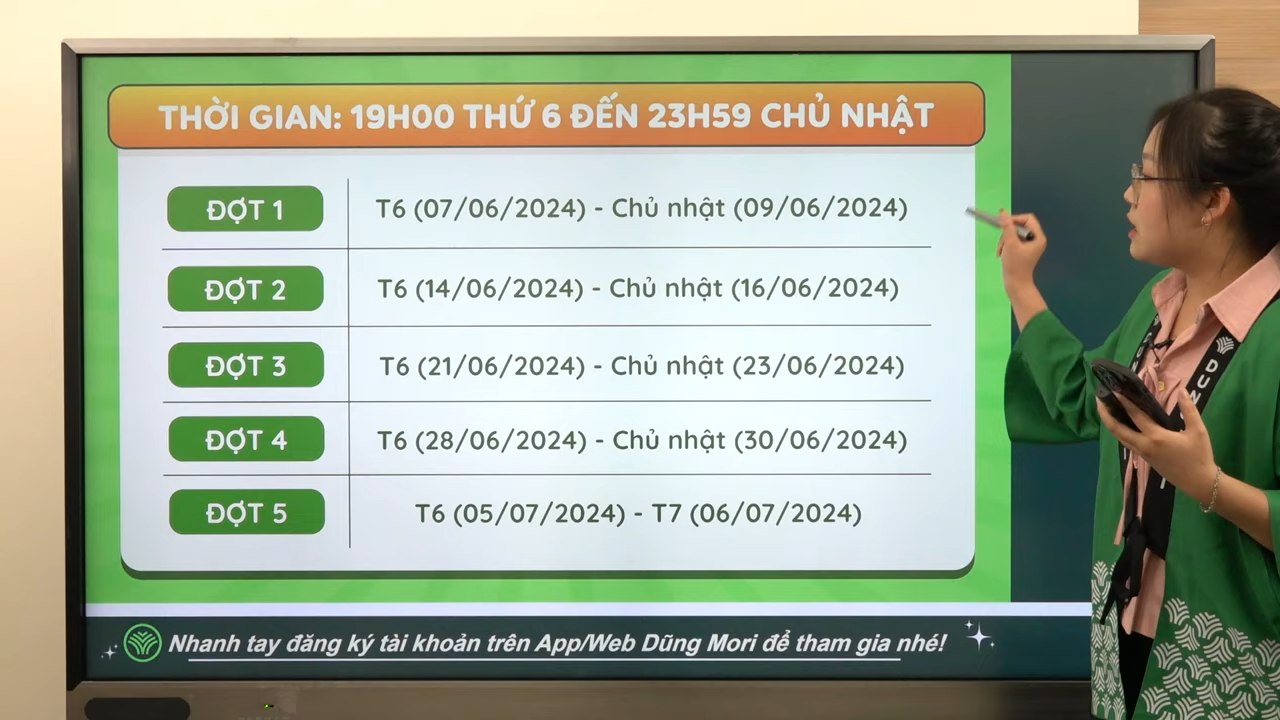 THỜI GIAN: 19H00 THỨ 6 ĐẾN 23H59 CHỦ NHẬT
ĐỢT 1 T6 (07/06/2024) - Chủ nhật (09/06/2024)
ĐỢT 2 T6 (14/06/2024) - Chủ nhật (16/06/2024)
ĐỢT 3 T6 (21/06/2024) - Chủ nhật (23/06/2024)
ĐỢT 4 T6 (28/06/2024) - Chủ nhật (30/06/2024)
ĐỢT 5 T6 (05/07/2024) - T7 (06/07/2024)
Nhanh tay đăng ký tài khoản trên App/Web Dũng Mori để tham gia nhé!